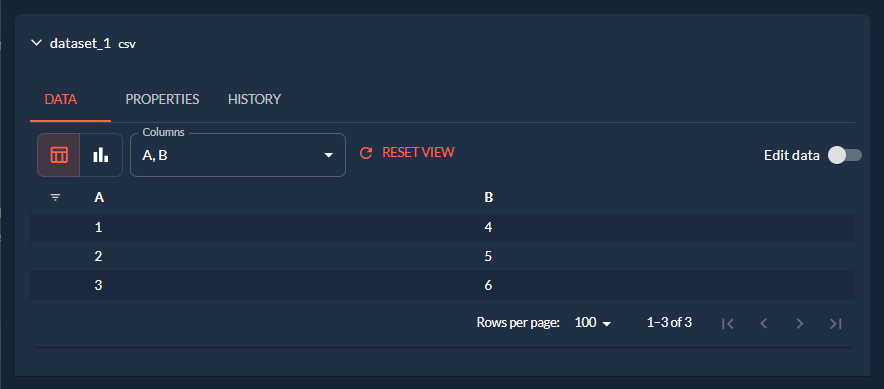 dataset_1 csv
DATA PROPERTIES HISTORY
Columns
A, B
RESET VIEW
Edit data
A B
1 4
2 5
3 6
Rows per page: 100 1–3 of 3